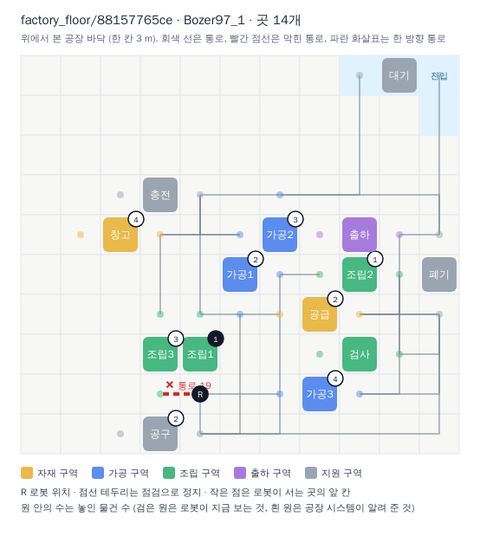 factory_floor/88157765ce · Bozer97_1 · 곳 14개
위에서 본 공장 바닥 (한 칸 3 m). 회색 선은 통로, 빨간 점선은 막힌 통로, 파란 화살표는 한 방향 통로
대기
충전
4
창고
3
가공2
출하
2
가공1
1
조립2
폐기
2
공급
3
조립3
1
조립1
검사
✖ 통로 19
R
4
가공3
2
공구
자재 구역
가공 구역
조립 구역
출하 구역
지원 구역
R 로봇 위치 · 점선 테두리는 점검으로 정지 · 작은 점은 로봇이 서는 곳의 앞 칸
원 안의 수는 놓인 물건 수 (검은 원은 로봇이 지금 보는 것, 흰 원은 공장 시스템이 알려 준 것)